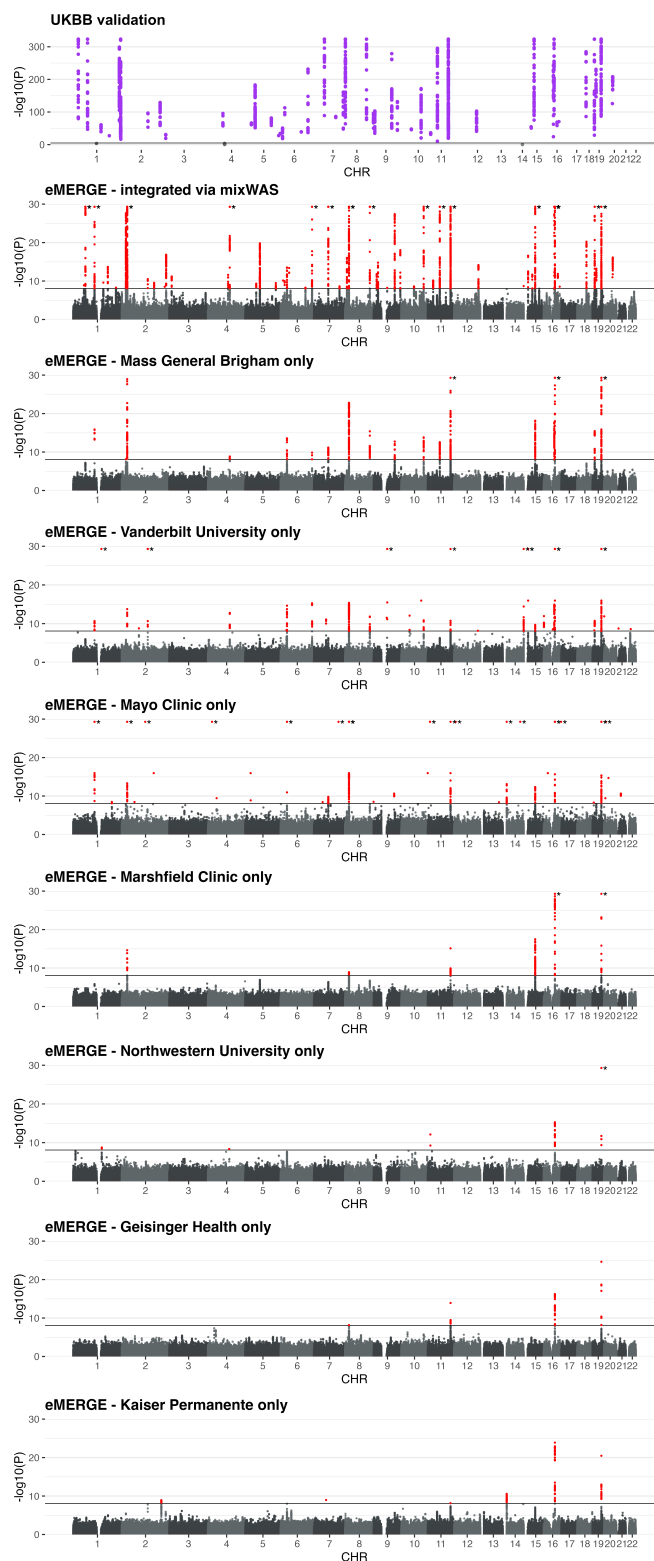 UKBB validation
300
200
100
0
-log10(P)
1 2 3 4 5 6 7 8 9 10 11 12 13 14 15 16 17 18 19 20 21 22
CHR
eMERGE - integrated via mixWAS
30
20
10
0
-log10(P)
* * * * * * * * * * * * * * *
1 2 3 4 5 6 7 8 9 10 11 12 13 14 15 16 17 18 19 20 21 22
CHR
eMERGE - Mass General Brigham only
30
20
10
0
-log10(P)
* * *
1 2 3 4 5 6 7 8 9 10 11 12 13 14 15 16 17 18 19 20 21 22
CHR
eMERGE - Vanderbilt University only
30
20
10
0
-log10(P)
* * * * * * * *
1 2 3 4 5 6 7 8 9 10 11 12 13 14 15 16 17 18 19 20 21 22
CHR
eMERGE - Mayo Clinic only
30
20
10
0
-log10(P)
* * * * * * * * * * * * * * * *
1 2 3 4 5 6 7 8 9 10 11 12 13 14 15 16 17 18 19 20 21 22
CHR
eMERGE - Marshfield Clinic only
30
20
10
0
-log10(P)
* *
1 2 3 4 5 6 7 8 9 10 11 12 13 14 15 16 17 18 19 20 21 22
CHR
eMERGE - Northwestern University only
30
20
10
0
-log10(P)
*
1 2 3 4 5 6 7 8 9 10 11 12 13 14 15 16 17 18 19 20 21 22
CHR
eMERGE - Geisinger Health only
30
20
10
0
-log10(P)
1 2 3 4 5 6 7 8 9 10 11 12 13 14 15 16 17 18 19 20 21 22
CHR
eMERGE - Kaiser Permanente only
30
20
10
0
-log10(P)
1 2 3 4 5 6 7 8 9 10 11 12 13 14 15 16 17 18 19 20 21 22
CHR